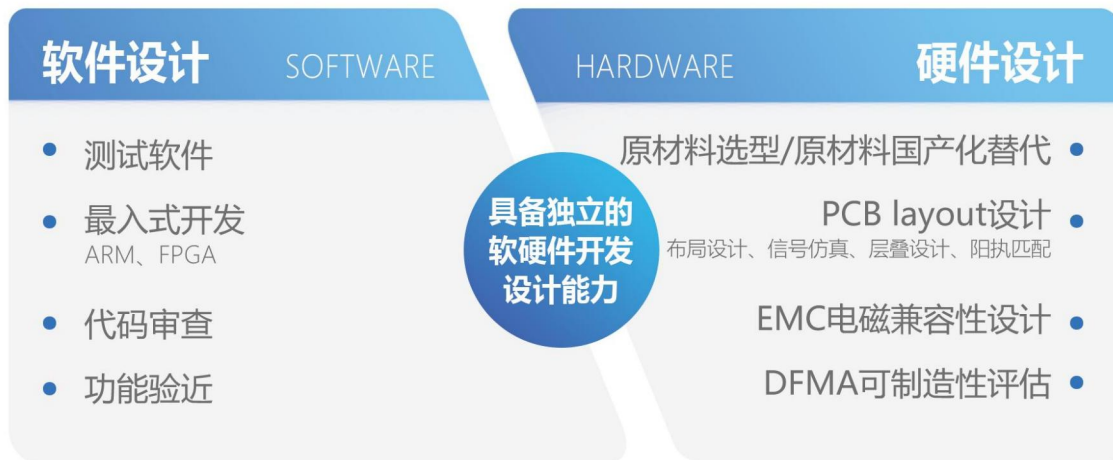 软件设计 SOFTWARE
测试软件
最入式开发
ARM、FPGA
代码审查
功能验近
具备独立的
软硬件开发
设计能力
HARDWARE 硬件设计
原材料选型/原材料国产化替代
PCB layout设计
布局设计、信号仿真、层叠设计、阳执匹配
EMC电磁兼容性设计
DFMA可制造性评估